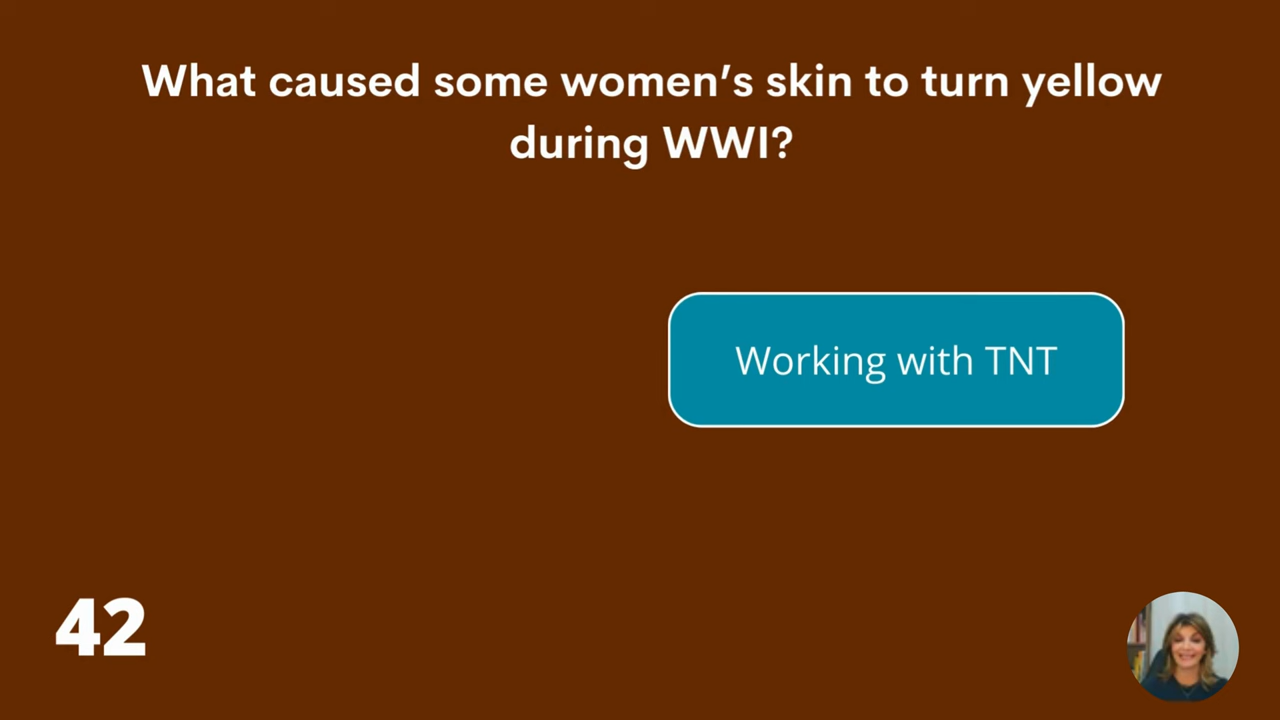 What caused some women’s skin to turn yellow
during WWI?
Working with TNT
42